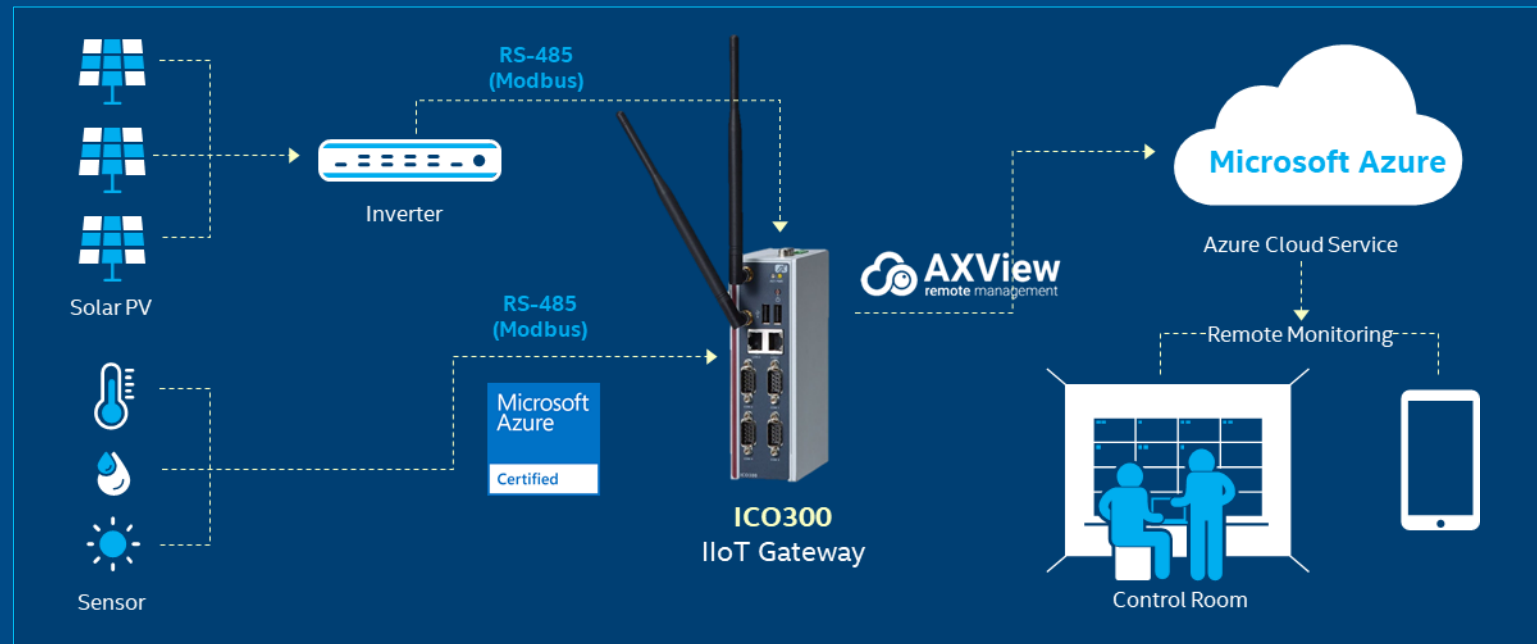 RS-485
(Modbus)
Microsoft Azure
Inverter
Azure Cloud Service
AXView
remote management
Solar PV
RS-485
(Modbus)
Remote Monitoring
Microsoft
Azure
Certified
ICO300
ICO300
IIoT Gateway
Sensor
Control Room